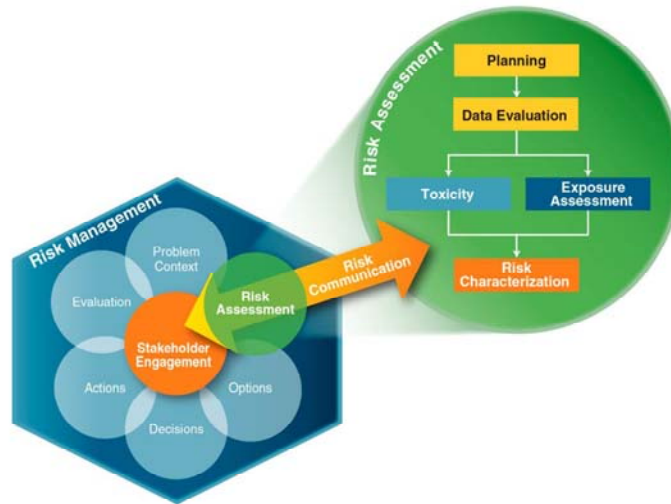 Risk Management
Problem
Context
Evaluation
Risk
Assessment
Stakeholder
Engagement
Actions
Options
Decisions
Risk
Communication
Risk Assessment
Planning
Data Evaluation
Toxicity
Exposure
Assessment
Risk
Characterization